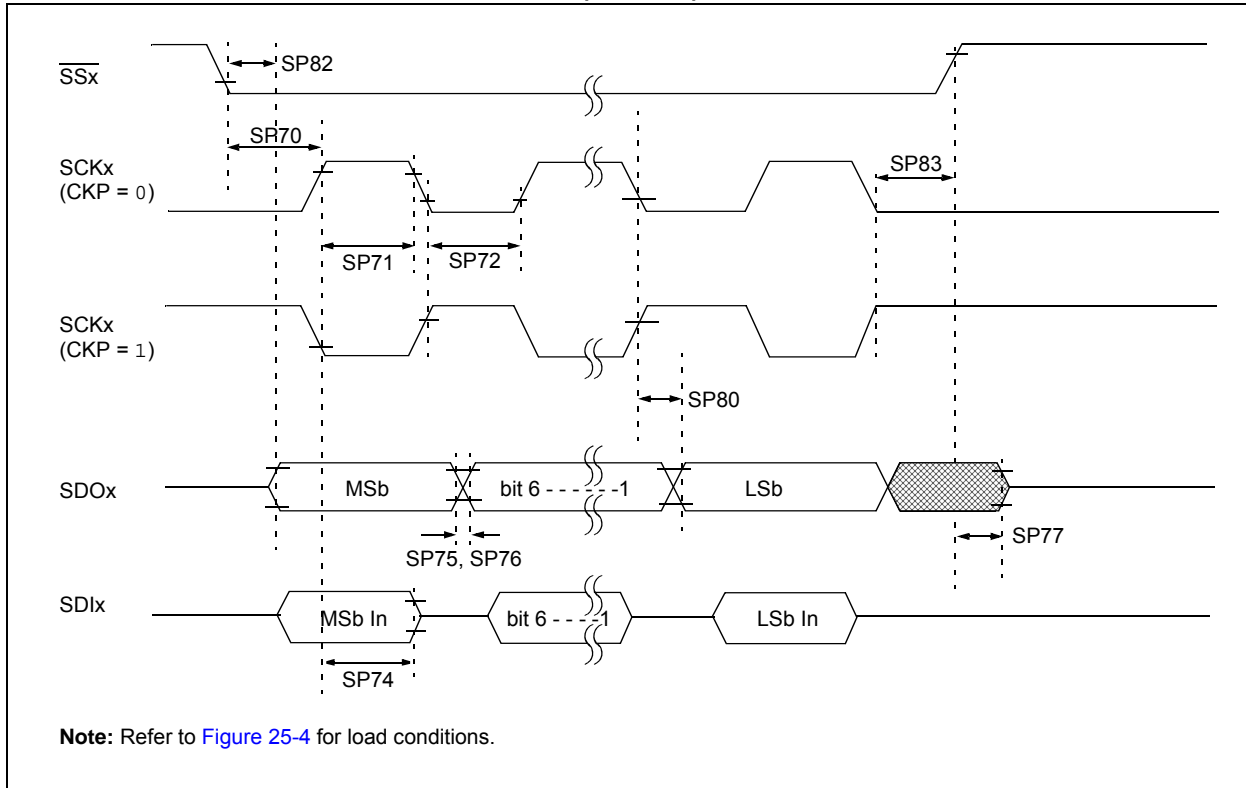 SSx
SP82
SP70
SCKx
(CKP = 0)
SP83
SP71
SP72
SCKx
(CKP = 1)
SP80
SDOx
MSb
bit 6 - - - - - -1
LSb
SP75, SP76
SP77
SDIx
MSb In
bit 6 - - - -1
LSb In
SP74
Note: Refer to Figure 25-4 for load conditions.